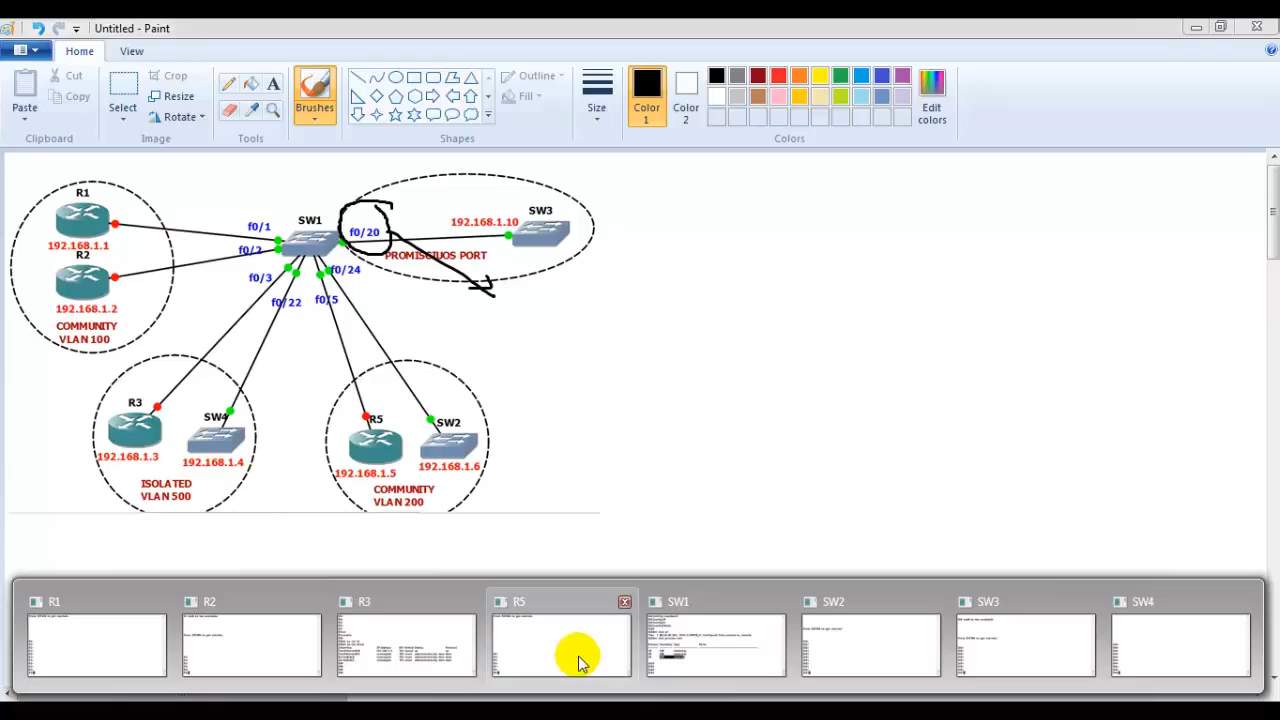 Untitled - Paint
Home
View
Paste
Cut
Copy
Clipboard
Select
Crop
Resize
Rotate
Image
A
Tools
Brushes
Outline
Fill
Shapes
Size
Color 1
Color 2
Edit colors
Colors
R1
192.168.1.1
R2
192.168.1.2
COMMUNITY
VLAN 100
f0/1
f0/2
f0/3
f0/22
f0/5
f0/24
SW1
f0/20
192.168.1.10
SW3
PROMISCIUOS PORT
R3
192.168.1.3
SW4
192.168.1.4
ISOLATED
VLAN 500
R5
192.168.1.5
SW2
192.168.1.6
COMMUNITY
VLAN 200
R1
R2
R3
R5
SW1
SW2
SW3
SW4